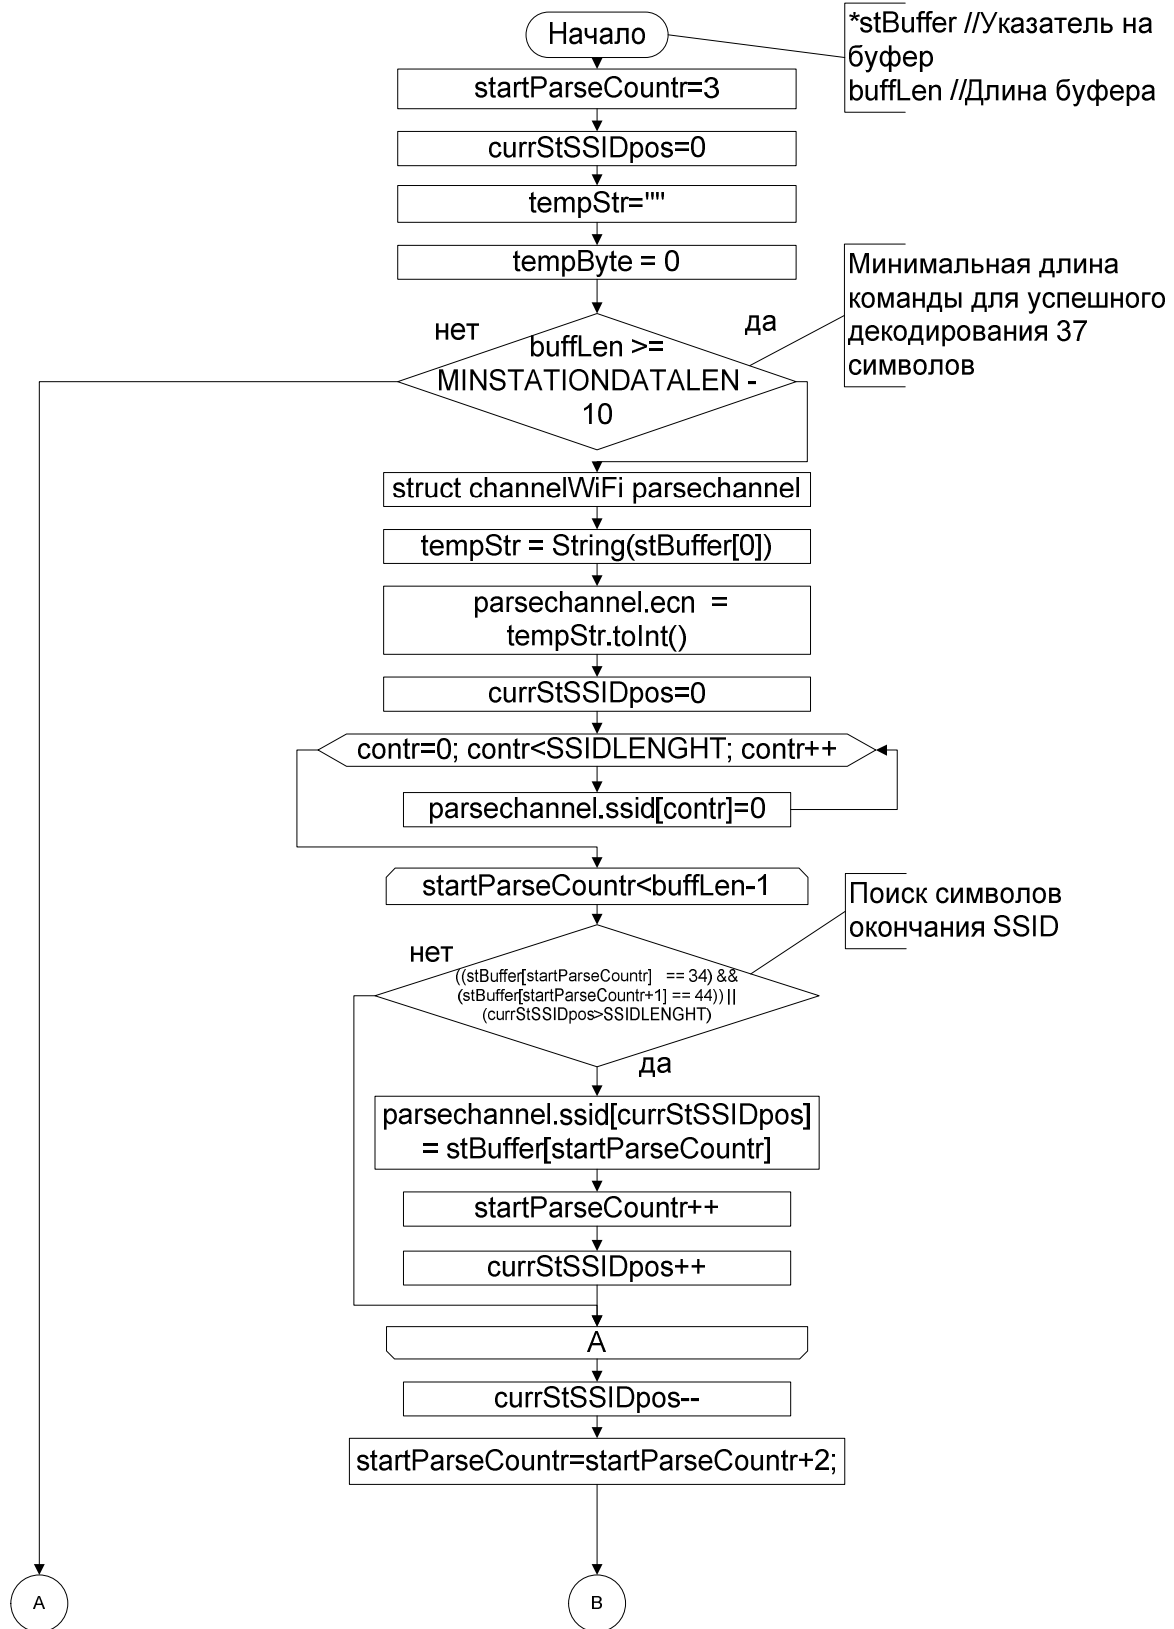 Начало
*stBuffer //Указатель на
буфер
buffLen //Длина буфера
startParseCountr=3
currStSSIDpos=0
tempStr=""
tempByte = 0
Минимальная длина
команды для успешного
декодирования 37
символов
нет
да
buffLen >=
MINSTATIONDATALEN -
10
struct channelWiFi parsechannel
tempStr = String(stBuffer[0])
parsechannel.ecn =
tempStr.toInt()
currStSSIDpos=0
contr=0; contr<SSIDLENGHT; contr++
parsechannel.ssid[contr]=0
startParseCountr<buffLen-1
Поиск символов
окончания SSID
нет
((stBuffer[startParseCountr] == 34) &&
(stBuffer[startParseCountr+1] == 44)) ||
(currStSSIDpos>SSIDLENGHT)
да
parsechannel.ssid[currStSSIDpos]
= stBuffer[startParseCountr]
startParseCountr++
currStSSIDpos++
A
currStSSIDpos--
startParseCountr=startParseCountr+2;
A
B